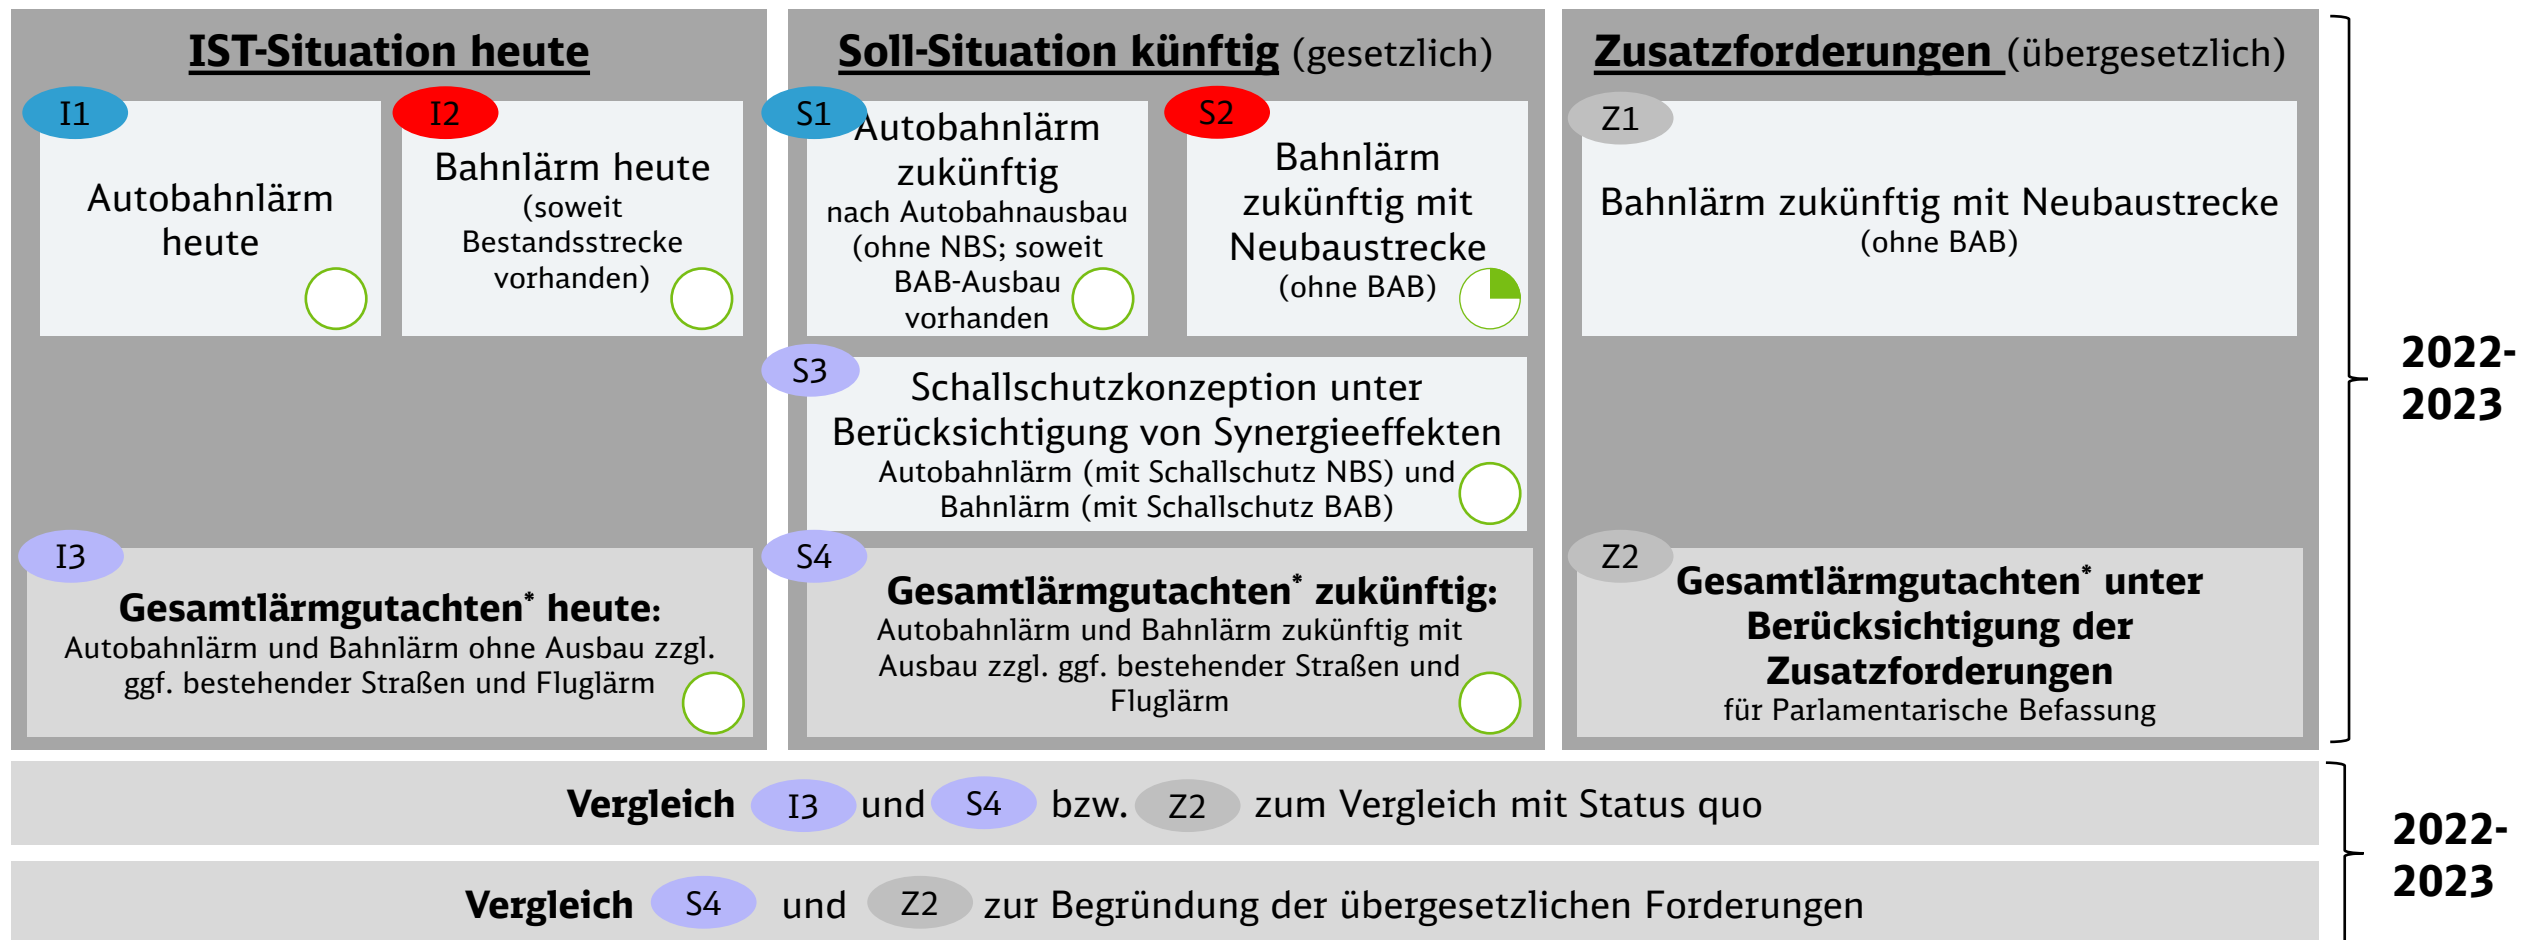 IST-Situation heute
I1
Autobahnlärm
heute
I2
Bahnlärm heute
(soweit
Bestandsstrecke
vorhanden)
I3
Gesamtlärmgutachten* heute:
Autobahnlärm und Bahnlärm ohne Ausbau zzgl.
ggf. bestehender Straßen und Fluglärm
Soll-Situation künftig (gesetzlich)
S1
Autobahnlärm
zukünftig
nach Autobahnausbau
(ohne NBS; soweit
BAB-Ausbau
vorhanden
S2
Bahnlärm
zukünftig mit
Neubaustrecke
(ohne BAB)
S3
Schallschutzkonzeption unter
Berücksichtigung von Synergieeffekten
Autobahnlärm (mit Schallschutz NBS) und
Bahnlärm (mit Schallschutz BAB)
S4
Gesamtlärmgutachten* zukünftig:
Autobahnlärm und Bahnlärm zukünftig mit
Ausbau zzgl. ggf. bestehender Straßen und
Fluglärm
Zusatzforderungen (übergesetzlich)
Z1
Bahnlärm zukünftig mit Neubaustrecke
(ohne BAB)
Z2
Gesamtlärmgutachten* unter
Berücksichtigung der
Zusatzforderungen
für Parlamentarische Befassung
2022-
2023
Vergleich I3 und S4 bzw. Z2 zum Vergleich mit Status quo
Vergleich S4 und Z2 zur Begründung der übergesetzlichen Forderungen
2022-
2023